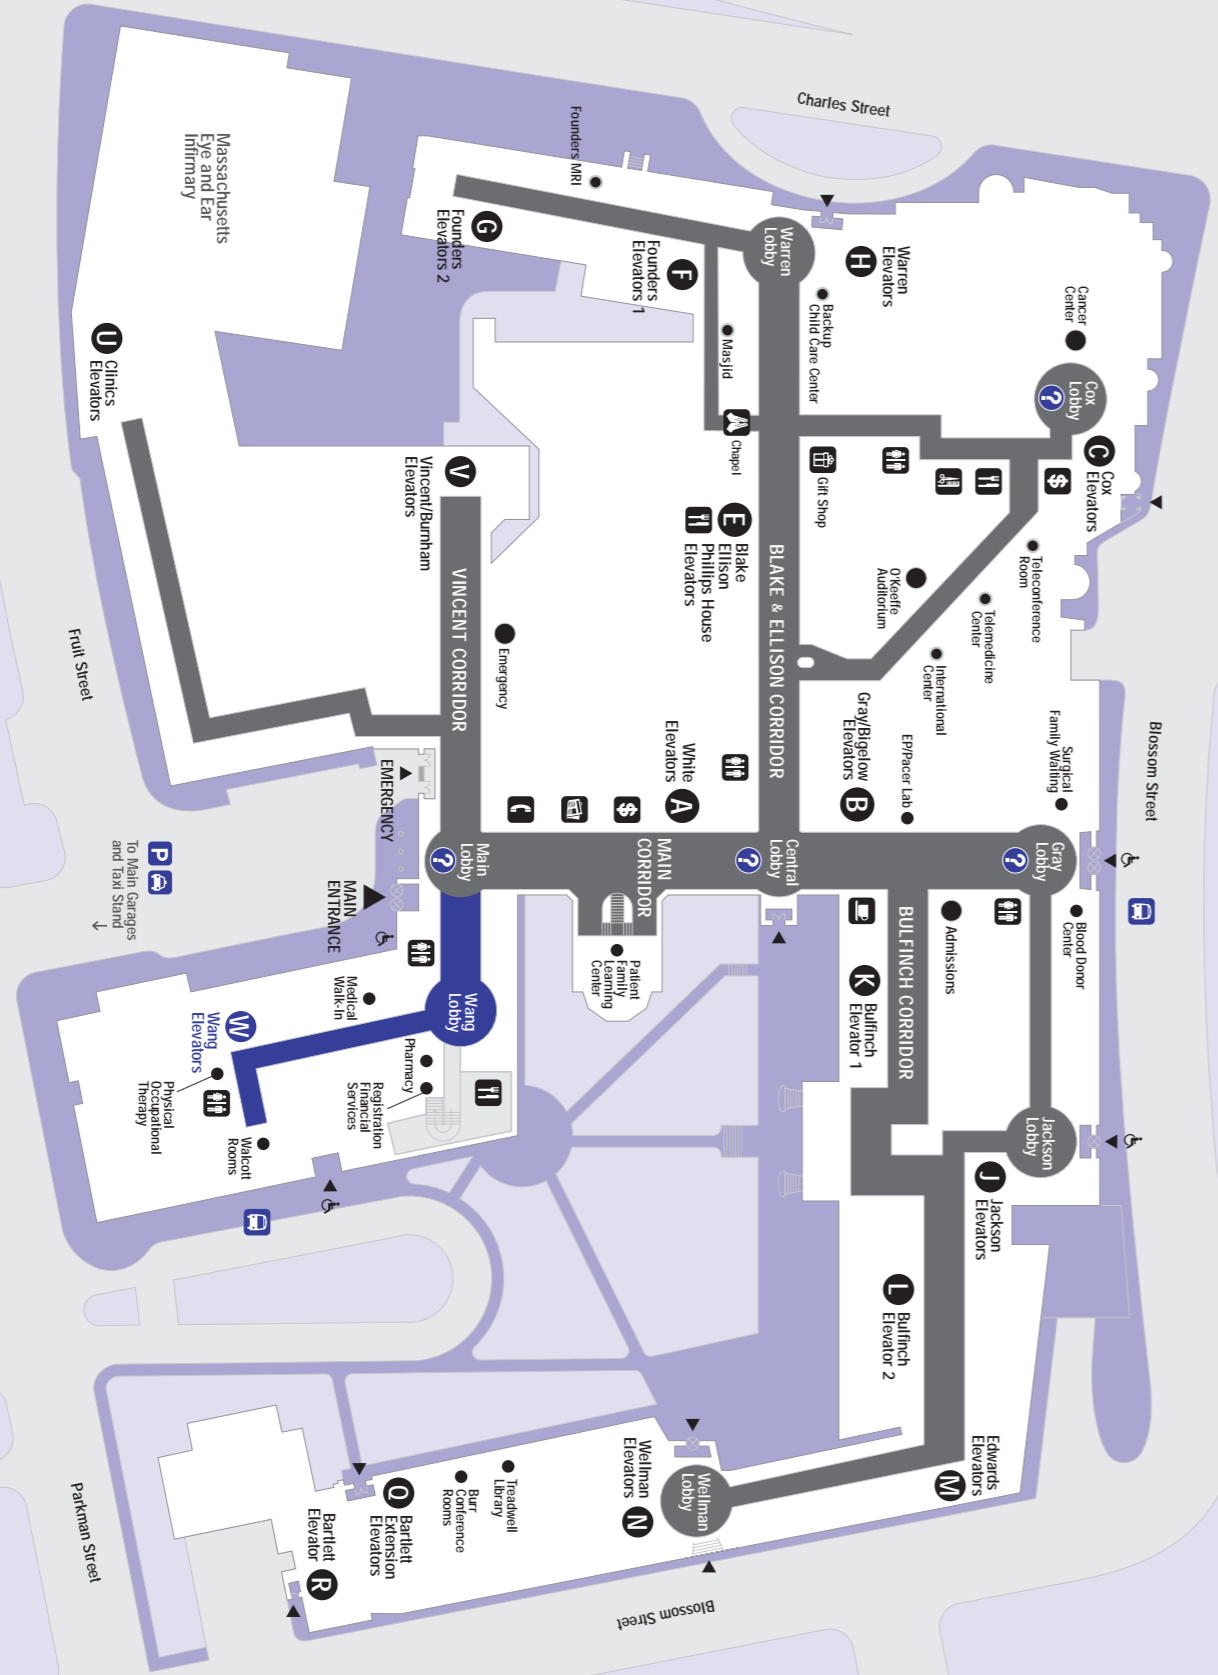 Charles Street
Massachusetts
Eye and Ear
Infirmary
Founders MRI
G
Founders
Elevators 2
F
Founders
Elevators 1
Warren
Lobby
H
Warren
Elevators
Backup
Child Care Center
Masjid
Chapel
Cancer
Center
Cox
Lobby
?
C
Cox
Elevators
$
Gift Shop
U
Clinics
Elevators
V
Vincent/Burnham
Elevators
VINCENT CORRIDOR
Emergency
E
Blake
Ellison
Phillips House
Elevators
BLAKE & ELLISON CORRIDOR
O'Keeffe
Auditorium
Teleconference
Room
Telemedicine
Center
International
Center
Fruit Street
Blossom Street
Surgical
Family Waiting
EP/Pacer Lab
Gray/Bigelow
Elevators
B
White
Elevators
A
$
EMERGENCY
MAIN
ENTRANCE
P
To Main Garages
and Taxi Stand
Main
Lobby
?
MAIN
CORRIDOR
Central
Lobby
?
Gray
Lobby
?
Blood Donor
Center
Admissions
BULFINCH CORRIDOR
K
Bulfinch
Elevator 1
Patient
Family
Learning
Center
Wang
Lobby
Medical
Walk-In
W
Wang
Elevators
Pharmacy
Registration
Financial
Services
Physical
Occupational
Therapy
Walcott
Rooms
Jackson
Lobby
J
Jackson
Elevators
L
Bulfinch
Elevator 2
Edwards
Elevators
M
Wellman
Lobby
Wellman
Elevators
N
Treadwell
Library
Burr
Conference
Rooms
Q
Bartlett
Extension
Elevators
Bartlett
Elevator
R
Parkman Street
Blossom Street